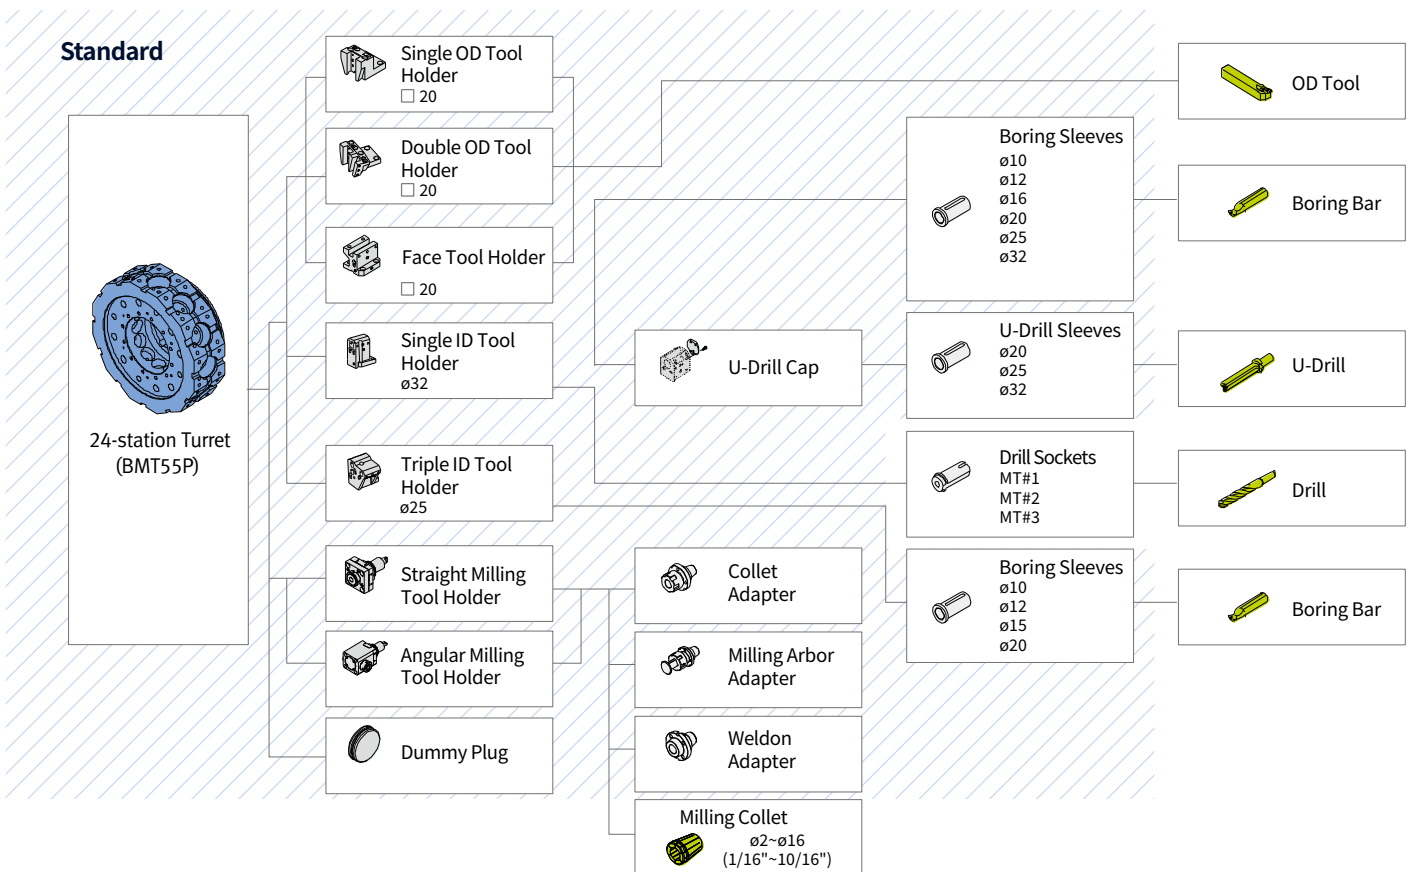 Standard
24-station Turret
(BMT55P)
Single OD Tool
Holder
□ 20
Double OD Tool
Holder
□ 20
Face Tool Holder
□ 20
Single ID Tool
Holder
ø32
Triple ID Tool
Holder
ø25
Straight Milling
Tool Holder
Angular Milling
Tool Holder
Dummy Plug
U-Drill Cap
Collet
Adapter
Milling Arbor
Adapter
Weldon
Adapter
Milling Collet
ø2~ø16
(1/16"~10/16")
Boring Sleeves
ø10
ø12
ø16
ø20
ø25
ø32
U-Drill Sleeves
ø20
ø25
ø32
Drill Sockets
MT#1
MT#2
MT#3
Boring Sleeves
ø10
ø12
ø15
ø20
OD Tool
Boring Bar
U-Drill
Drill
Boring Bar